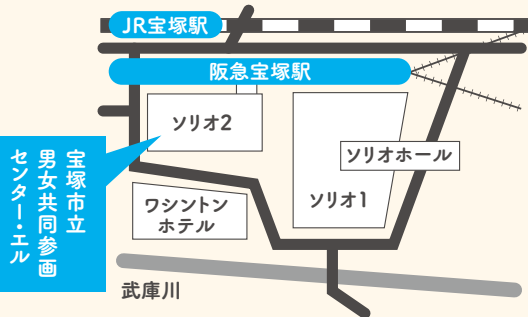 JR宝塚駅
阪急宝塚駅
ソリオ2
ソリオホール
ソリオ1
宝塚市立
男女共同参画
センター・エル
ワシントン
ホテル
武庫川